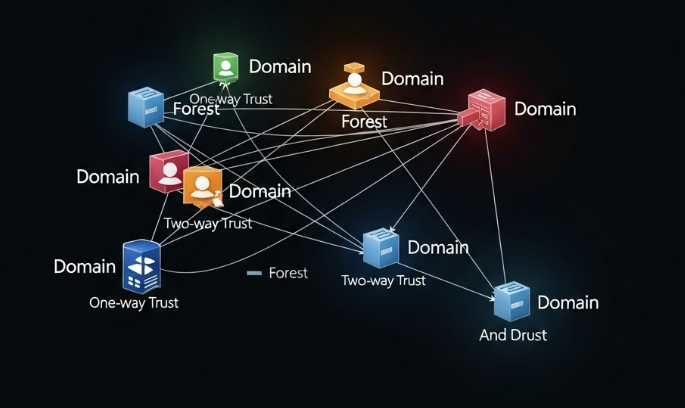 Domain
Domain
One-way Trust
Forest
Domain
Forest
Domain
Domain
Two-way Trust
Domain
Domain
Forest
Two-way Trust
One-way Trust
Domain
And Drust